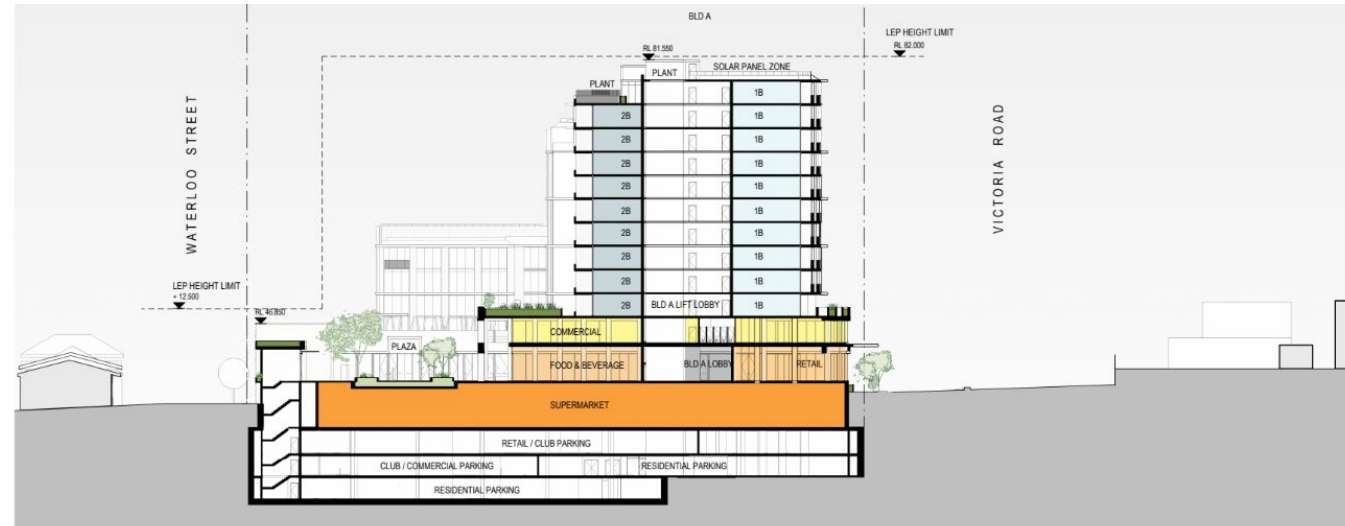 BLD A
LEP HEIGHT LIMIT
RL 82.000
RL 81.550
PLANT
SOLAR PANEL ZONE
PLANT
1B
2B
1B
2B
1B
2B
1B
2B
1B
2B
1B
2B
1B
2B
1B
2B
1B
2B
BLD A LIFT LOBBY
1B
WATERLOO STREET
VICTORIA ROAD
LEP HEIGHT LIMIT
+ 12.500
RL 46.850
COMMERCIAL
PLAZA
FOOD & BEVERAGE
BLD A LOBBY
RETAIL
SUPERMARKET
RETAIL / CLUB PARKING
CLUB / COMMERCIAL PARKING
RESIDENTIAL PARKING
RESIDENTIAL PARKING